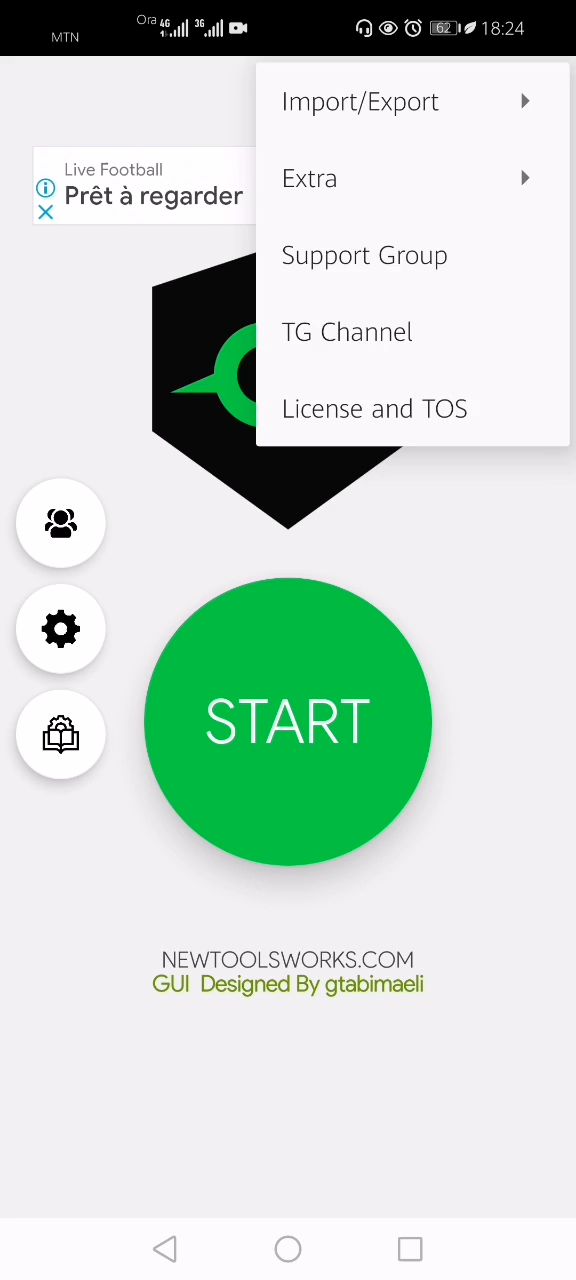 MTN
Ora
4G
3G
62
18:24
Import/Export
Extra
Support Group
TG Channel
License and TOS
Live Football
Prêt à regarder
START
NEWTOOLSWORKS.COM
GUI Designed By gtabimaeli